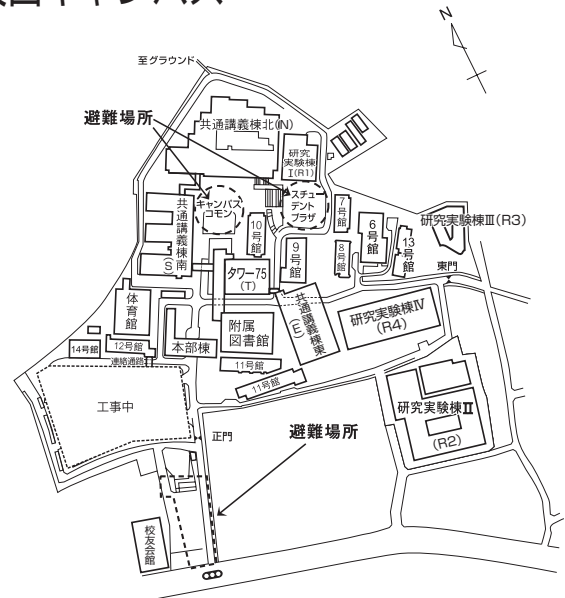 キャンパス
N
至グラウンド
避難場所
共通講義棟北(N)
研究
実験棟
Ⅰ(R1)
キャンパス
コモン
スチュ
デント
プラザ
共通講義棟南
(S)
10号館
7号館
6号館
研究実験棟Ⅲ(R3)
13号館
8号館
9号館
東門
タワー75
(T)
体育館
共通講義棟東
(E)
研究実験棟Ⅳ
(R4)
附属
図書館
本部棟
12号館
14号館
連絡通路
11号館
11号館
工事中
正門
避難場所
研究実験棟Ⅱ
(R2)
校友会館